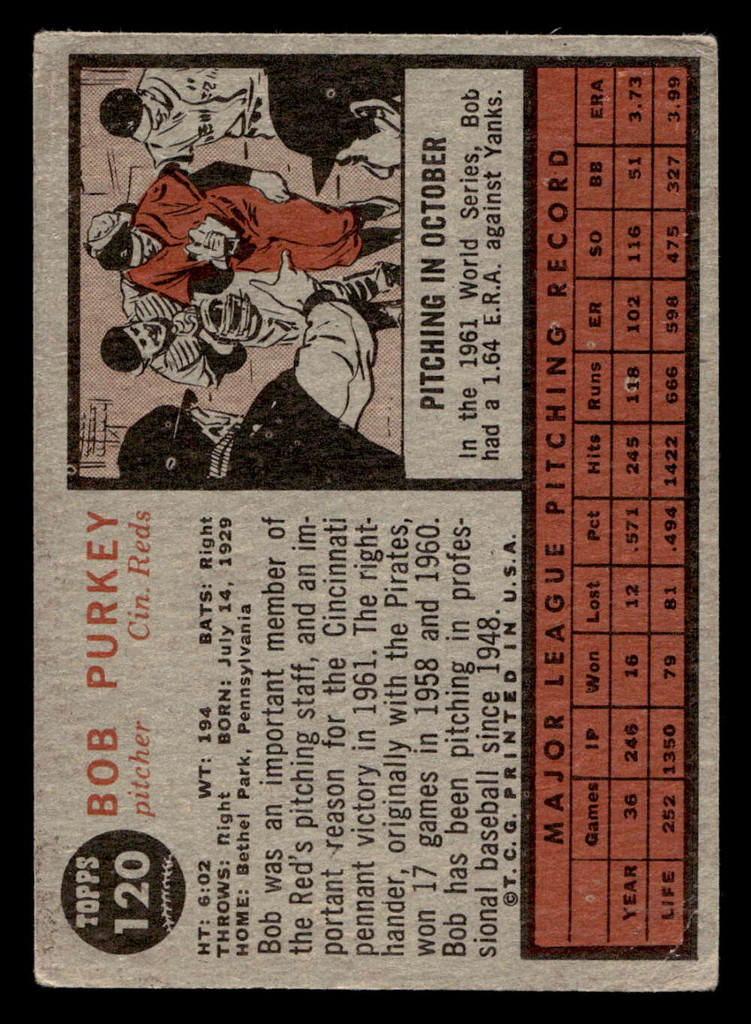 TOPPS
120
BOB PURKEY
pitcher Cin. Reds
HT: 6:02 WT: 194 BATS: Right
THROWS: Right BORN: July 14, 1929
HOME: Bethel Park, Pennsylvania
Bob was an important member of
the Red's pitching staff, and an im-
portant reason for the Cincinnati
pennant victory in 1961. The right-
hander, originally with the Pirates,
won 17 games in 1958 and 1960.
Bob has been pitching in profes-
sional baseball since 1948.
©T.C.G. PRINTED IN U.S.A.
PITCHING IN OCTOBER
In the 1961 World Series, Bob
had a 1.64 E.R.A. against Yanks.
MAJOR LEAGUE PITCHING RECORD
Games IP Won Lost Pct Hits Runs ER SO BB ERA
YEAR 36 246 16 12 .571 245 118 102 116 51 3.73
LIFE 252 1350 79 81 .494 1422 666 598 475 327 3.99